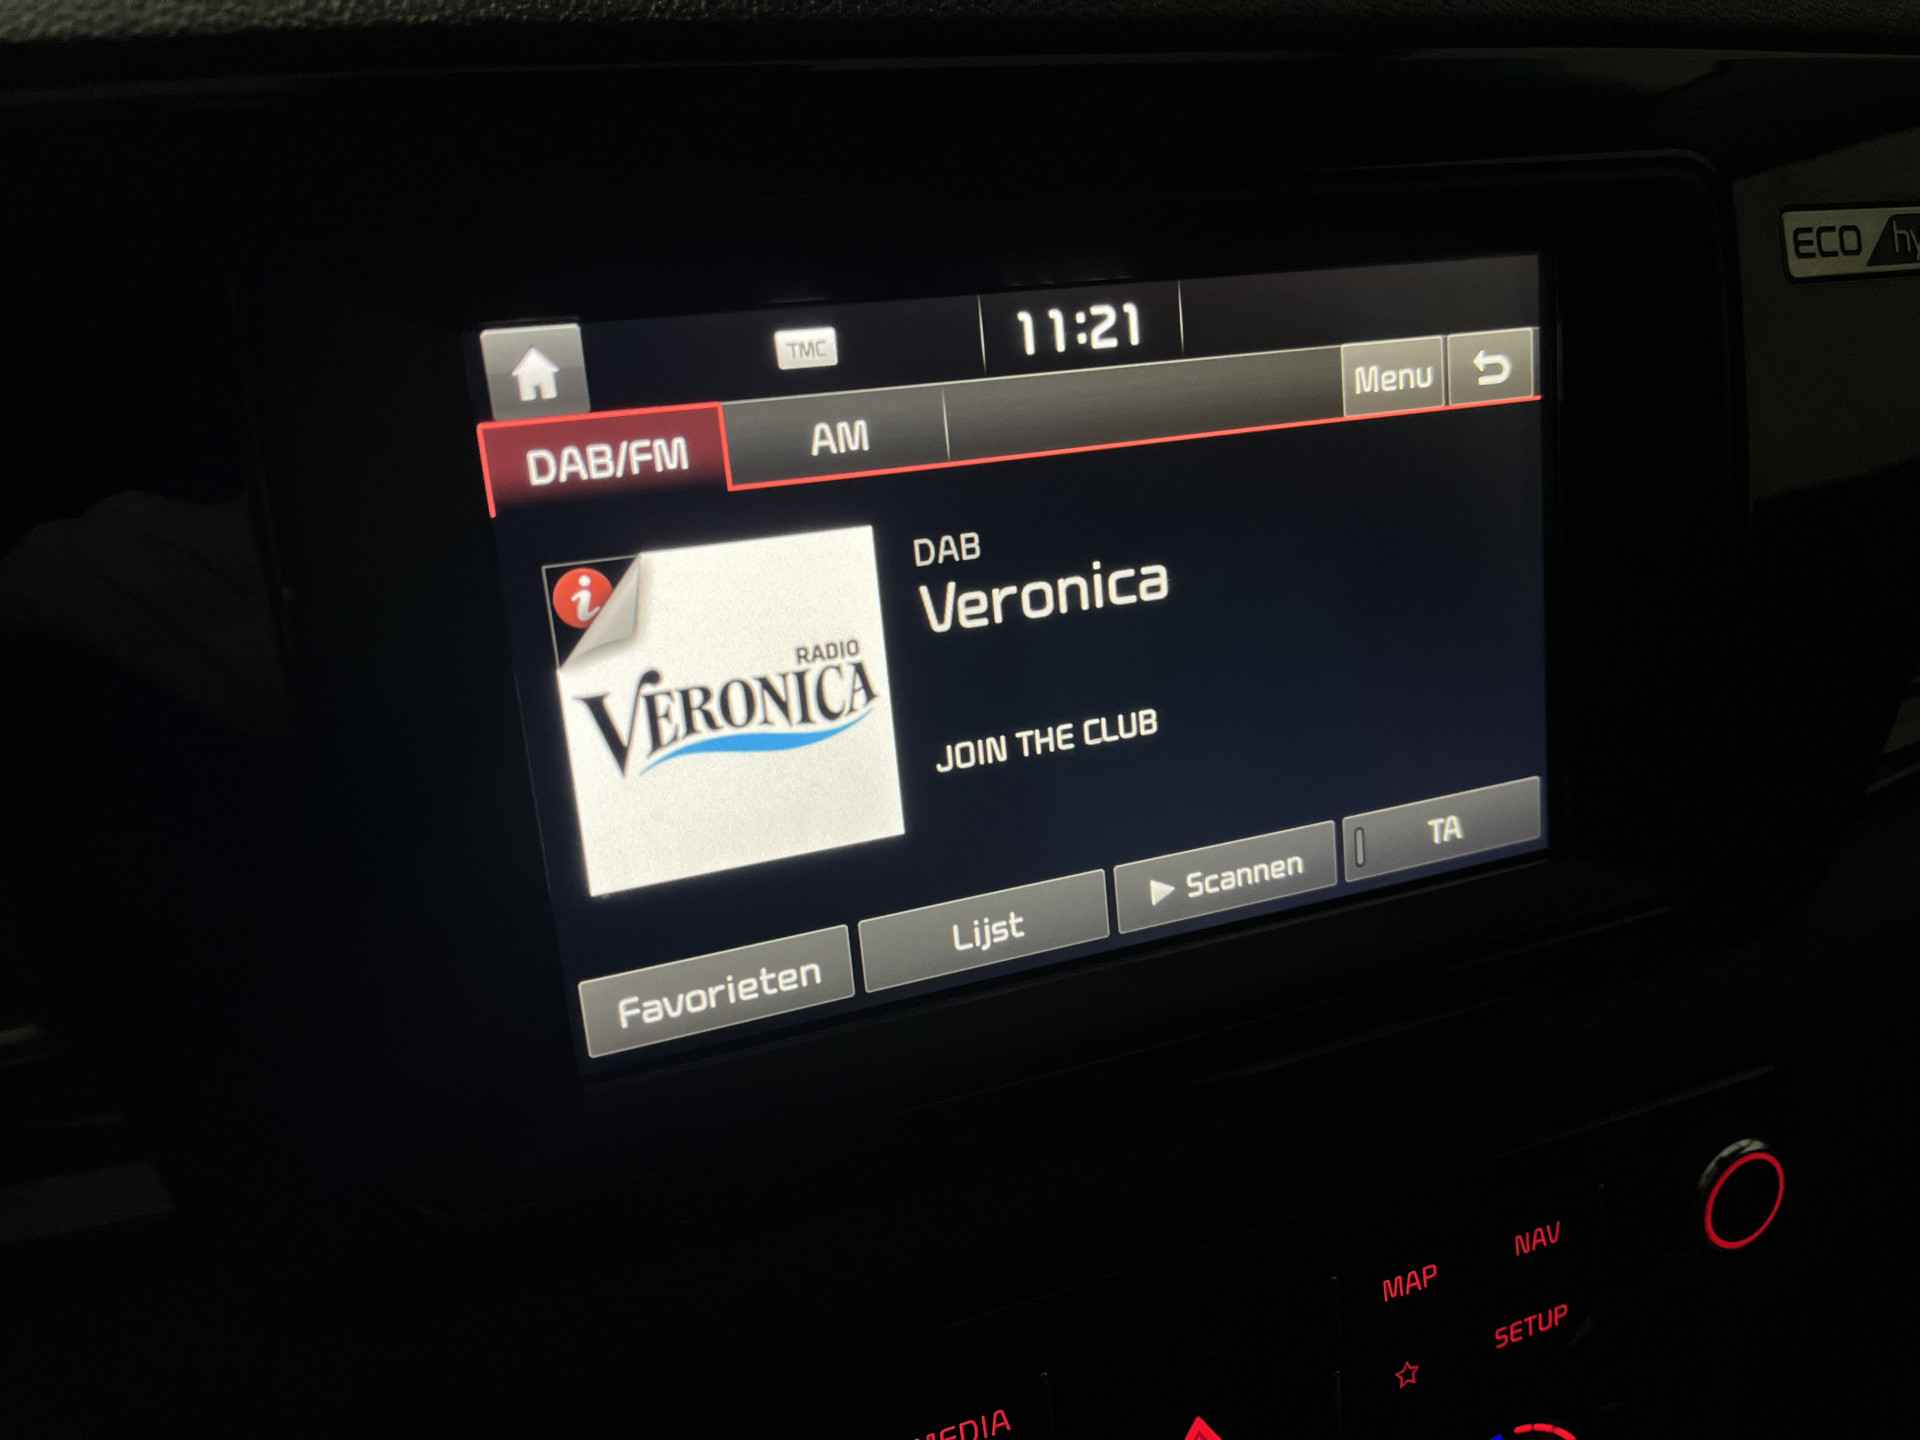 ECO
TMC
11:21
DAB/FM
AM
Menu
DAB
Veronica
RADIO
VERONICA
JOIN THE CLUB
Favorieten
Lijst
Scannen
TA
NAV
MAP
SETUP
MEDIA